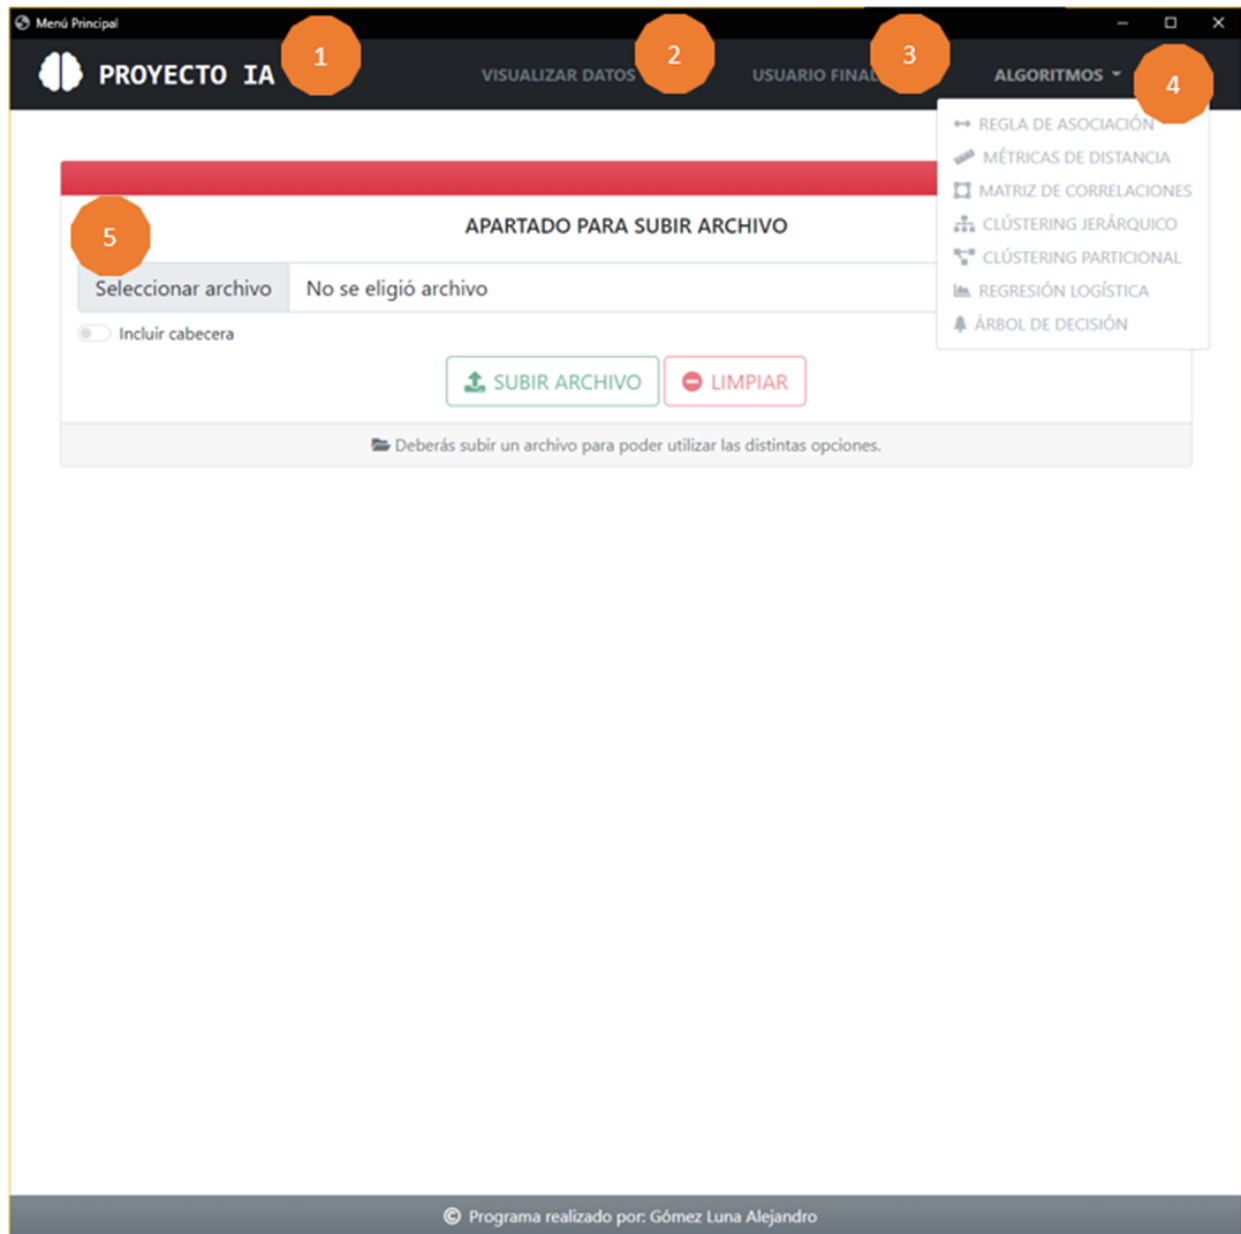 Menú Principal
PROYECTO IA
1
VISUALIZAR DATOS
2
USUARIO FINAL
3
ALGORITMOS
4
REGLA DE ASOCIACIÓN
MÉTRICAS DE DISTANCIA
MATRIZ DE CORRELACIONES
CLÚSTERING JERÁRQUICO
CLÚSTERING PARTICIONAL
REGRESIÓN LOGÍSTICA
ÁRBOL DE DECISIÓN
5
APARTADO PARA SUBIR ARCHIVO
Seleccionar archivo No se eligió archivo
Incluir cabecera
SUBIR ARCHIVO LIMPIAR
Deberás subir un archivo para poder utilizar las distintas opciones.
© Programa realizado por: Gómez Luna Alejandro